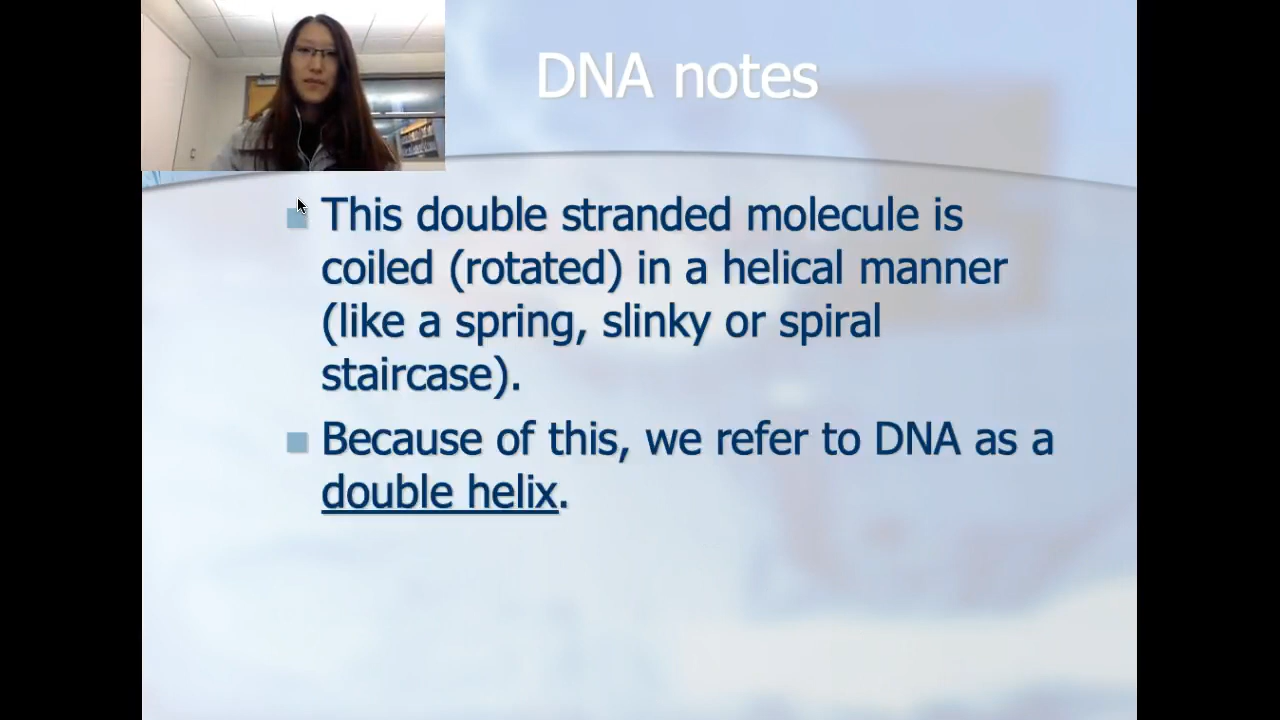 DNA notes
This double stranded molecule is
coiled (rotated) in a helical manner
(like a spring, slinky or spiral
staircase).
Because of this, we refer to DNA as a
double helix.